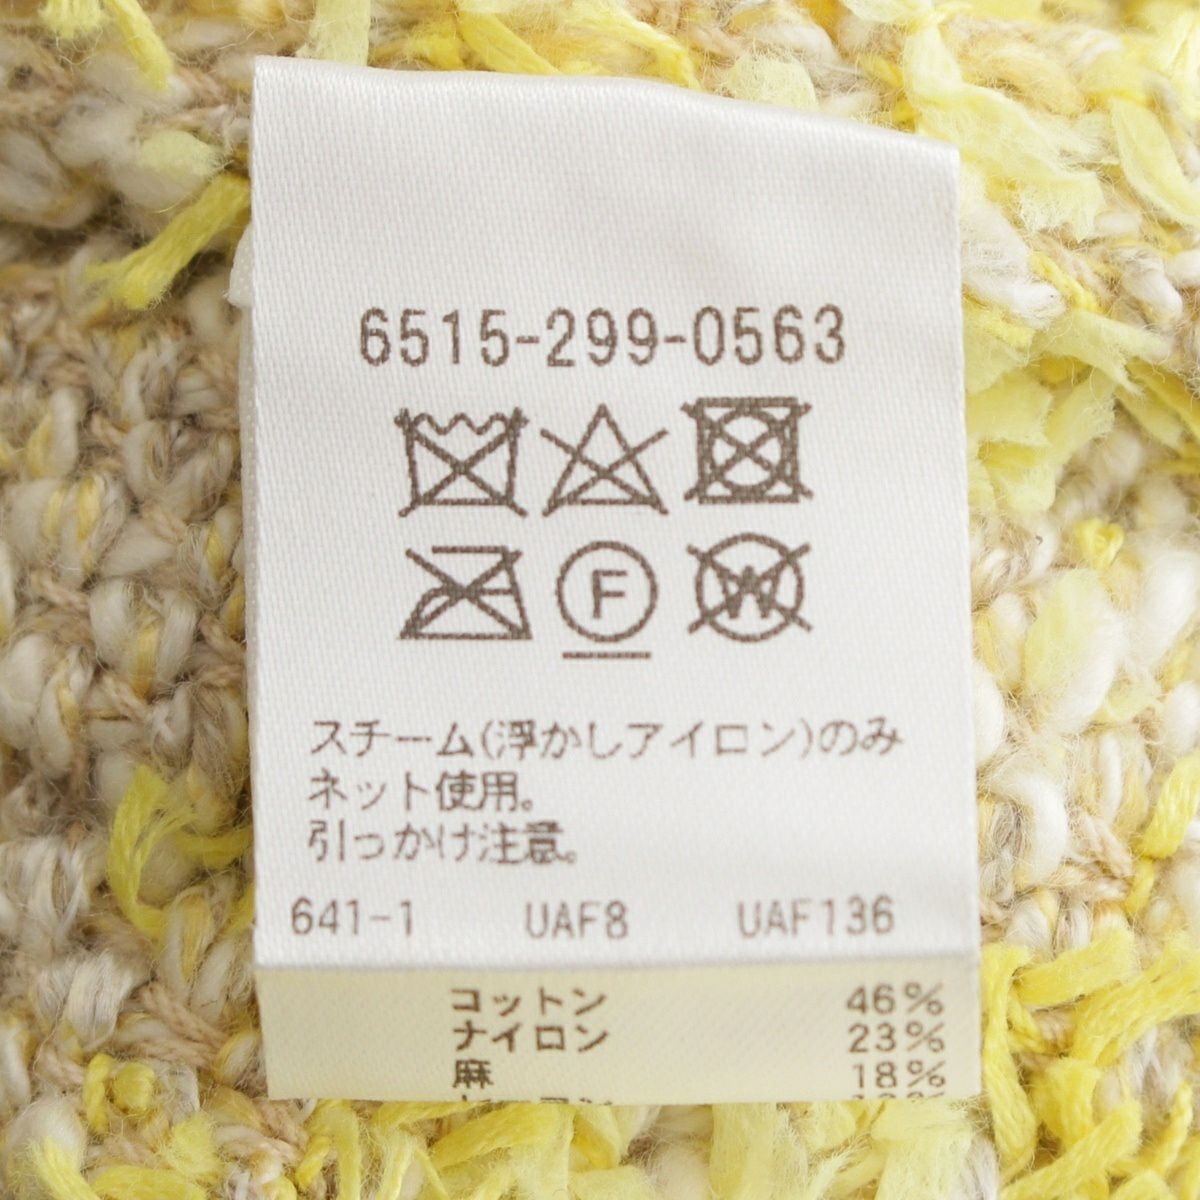 6515-299-0563
F
W
スチーム(浮かしアイロン)のみ
ネット使用。
引っかけ注意。
641-1 UAF8 UAF136
コットン 46%
ナイロン 23%
麻 18%